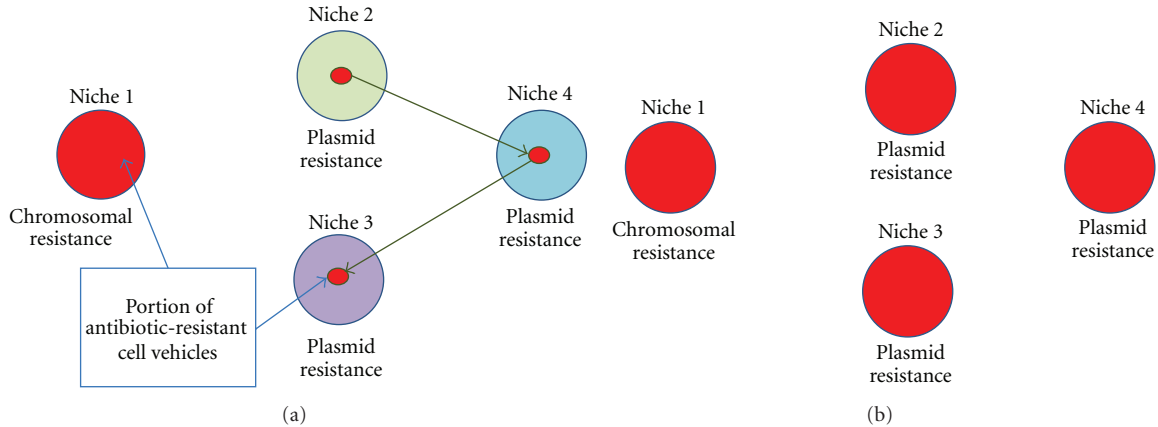 Niche 2
Plasmid
resistance
Niche 1
Chromosomal
resistance
Niche 4
Plasmid
resistance
Niche 3
Plasmid
resistance
Portion of
antibiotic-resistant
cell vehicles
(a)
Niche 1
Chromosomal
resistance
Niche 2
Plasmid
resistance
Niche 3
Plasmid
resistance
Niche 4
Plasmid
resistance
(b)